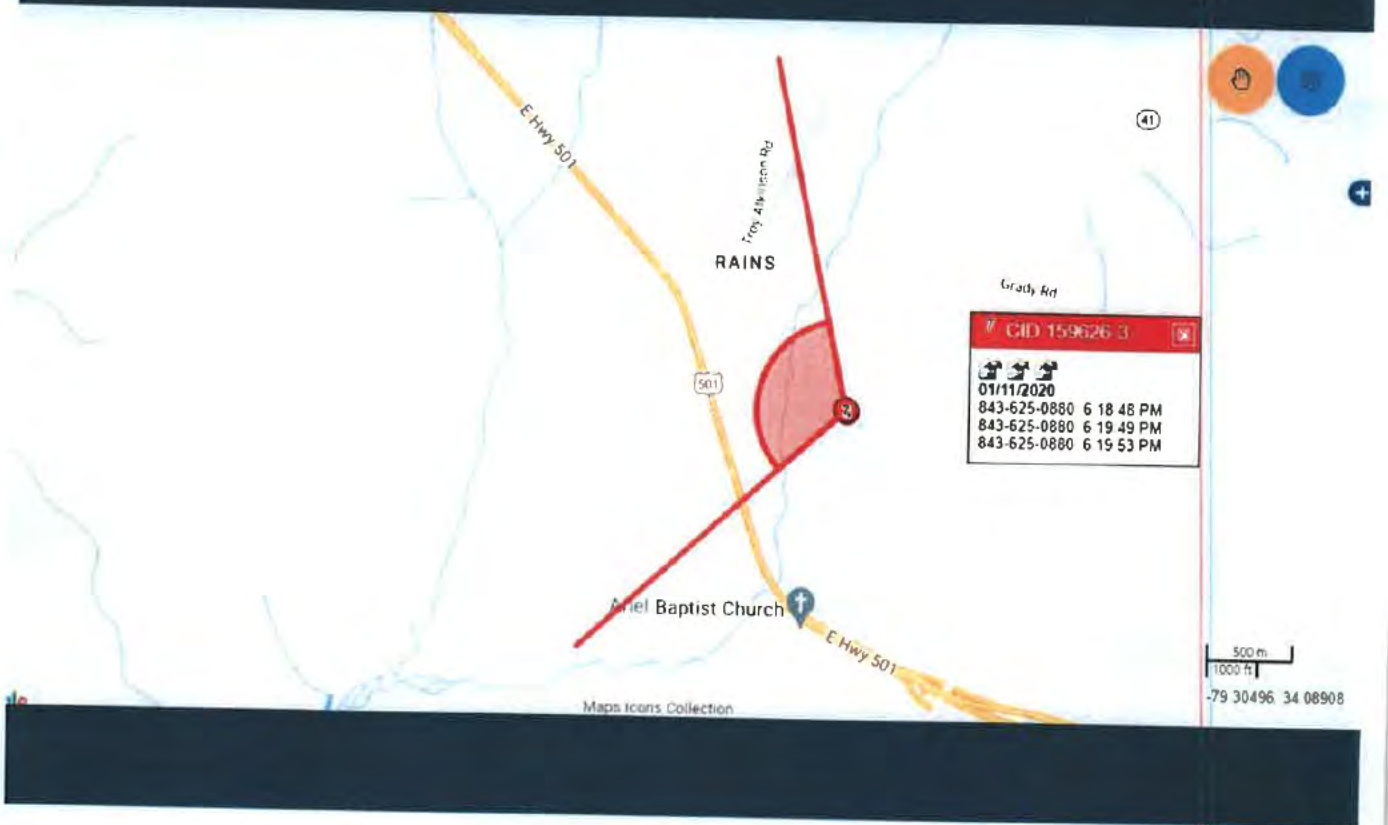 E Hwy 501
41
Troy Atkinson Rd
RAINS
Grady Rd
CID 159626 3
01/11/2020
843-625-0880 6 18 48 PM
843-625-0880 6 19 49 PM
843-625-0880 6 19 53 PM
501
Ariel Baptist Church
E Hwy 501
500 m
1000 ft
-79 30496, 34 08908
Maps Icons Collection